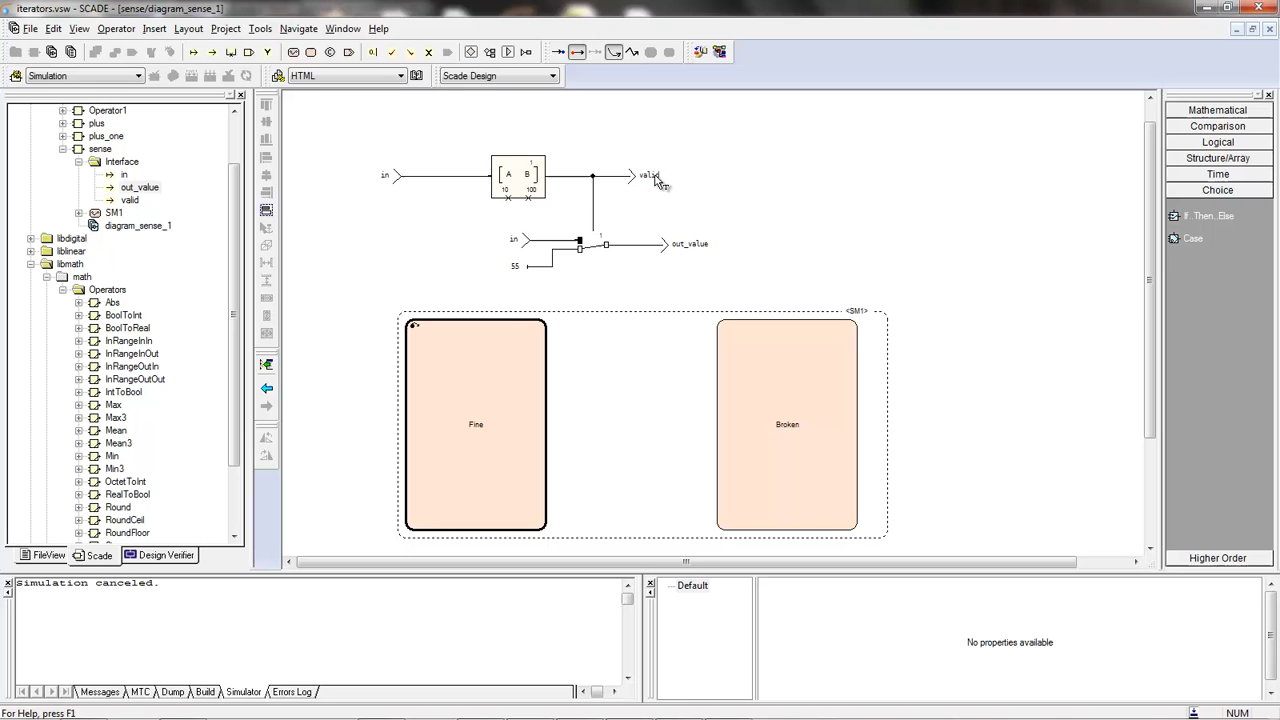 iterators.vsw - SCADE - [sense/diagram_sense_1]
File Edit View Operator Insert Layout Project Tools Navigate Window Help
Simulation HTML Scade Design
Operator1
plus
plus_one
sense
Interface
in
out_value
valid
SM1
diagram_sense_1
libdigital
liblinear
libmath
math
Operators
Abs
BoolToInt
BoolToReal
InRangeInIn
InRangeInOut
InRangeOutIn
InRangeOutOut
IntToBool
Max
Max3
Mean
Mean3
Min
Min3
OctetToInt
RealToBool
Round
RoundCeil
RoundFloor
FileView Scade Design Verifier
in
1
A B
10 100
valid
in
1
out_value
55
<SM1>
Fine
Broken
Mathematical
Comparison
Logical
Structure/Array
Time
Choice
If..Then..Else
Case
Higher Order
Simulation canceled.
Messages MTC Dump Build Simulator Errors Log
Default
No properties available
For Help, press F1
NUM